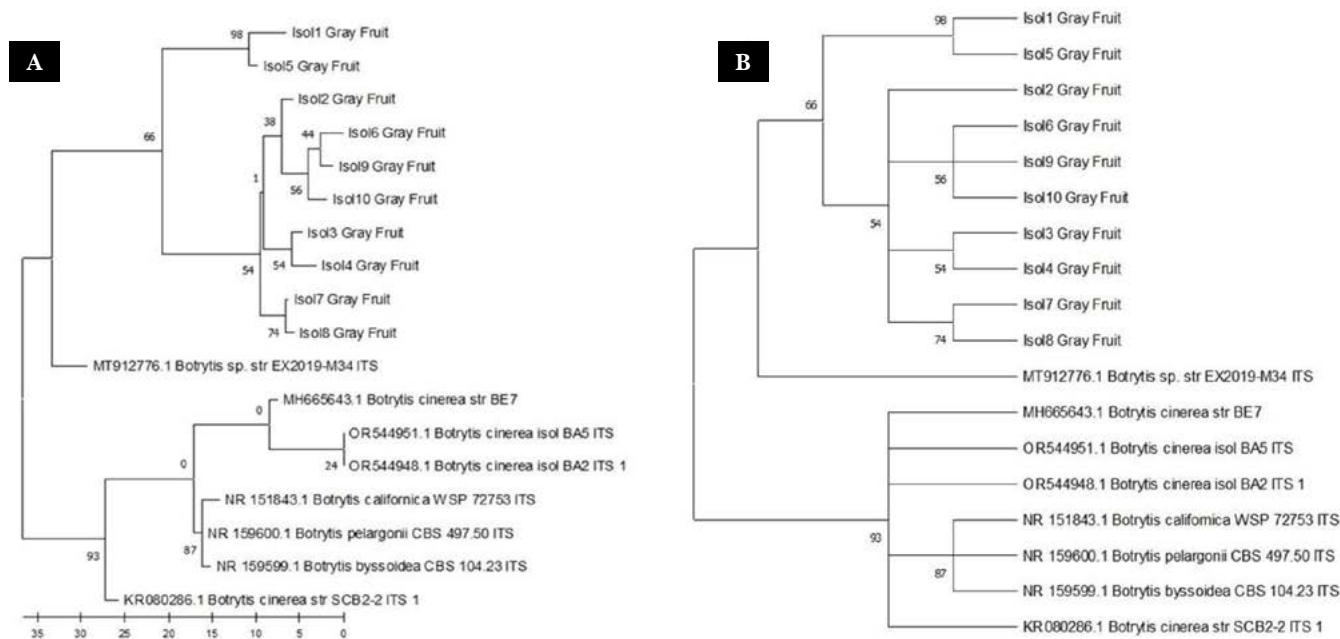 A
98
Isol1 Gray Fruit
Isol5 Gray Fruit
66
Isol2 Gray Fruit
38
44
Isol6 Gray Fruit
Isol9 Gray Fruit
1
56
Isol10 Gray Fruit
Isol3 Gray Fruit
54
54
Isol4 Gray Fruit
Isol7 Gray Fruit
74
Isol8 Gray Fruit
MT912776.1 Botrytis sp. str EX2019-M34 ITS
0
MH665643.1 Botrytis cinerea str BE7
OR544951.1 Botrytis cinerea isol BA5 ITS
0
24
OR544948.1 Botrytis cinerea isol BA2 ITS 1
NR 151843.1 Botrytis californica WSP 72753 ITS
NR 159600.1 Botrytis pelargonii CBS 497.50 ITS
93
87
NR 159599.1 Botrytis byssoidea CBS 104.23 ITS
KR080286.1 Botrytis cinerea str SCB2-2 ITS 1
35 30 25 20 15 10 5 0
B
98
Isol1 Gray Fruit
Isol5 Gray Fruit
66
Isol2 Gray Fruit
Isol6 Gray Fruit
Isol9 Gray Fruit
56
Isol10 Gray Fruit
54
Isol3 Gray Fruit
54
Isol4 Gray Fruit
Isol7 Gray Fruit
74
Isol8 Gray Fruit
MT912776.1 Botrytis sp. str EX2019-M34 ITS
MH665643.1 Botrytis cinerea str BE7
OR544951.1 Botrytis cinerea isol BA5 ITS
OR544948.1 Botrytis cinerea isol BA2 ITS 1
NR 151843.1 Botrytis californica WSP 72753 ITS
93
NR 159600.1 Botrytis pelargonii CBS 497.50 ITS
87
NR 159599.1 Botrytis byssoidea CBS 104.23 ITS
KR080286.1 Botrytis cinerea str SCB2-2 ITS 1